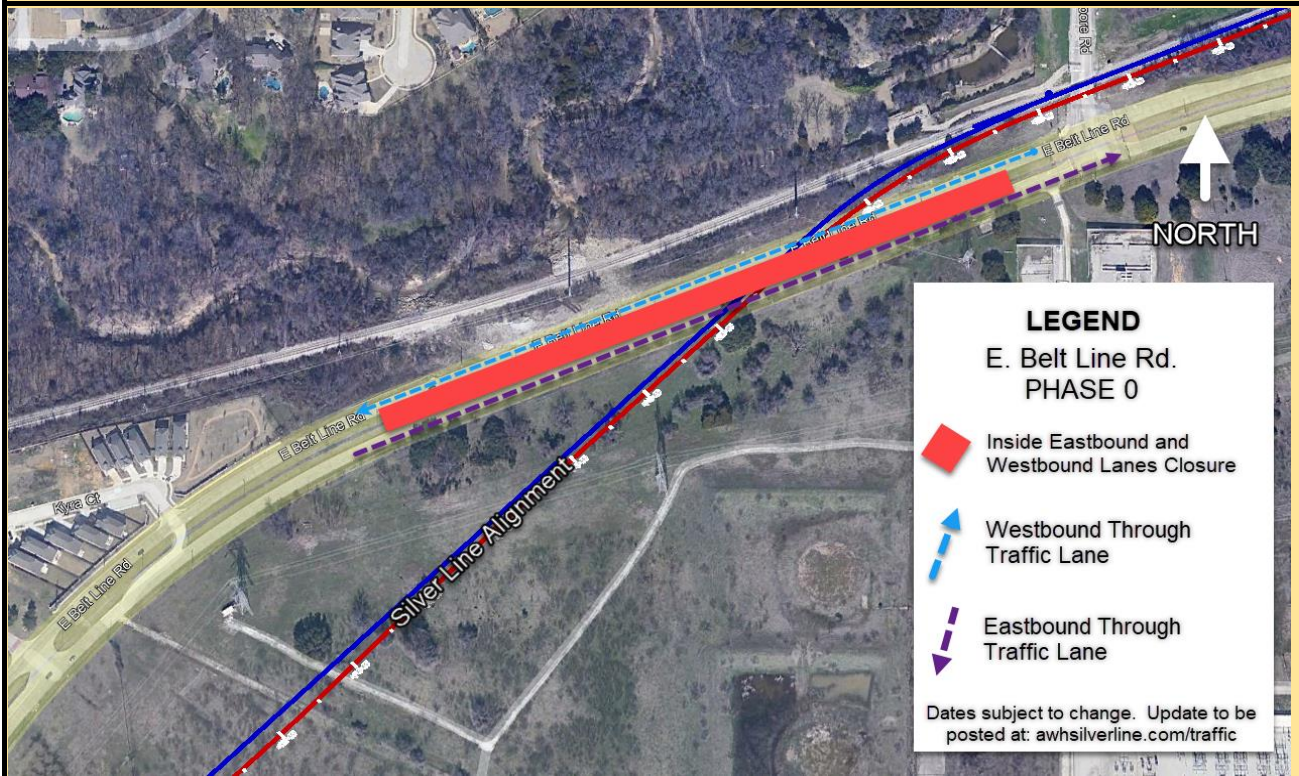 oore Rd
E Belt Line Rd
NORTH
E Belt Line Rd
Kyra Ct
E Belt Line Rd
Silver Line Alignment
LEGEND
E. Belt Line Rd.
PHASE 0
Inside Eastbound and
Westbound Lanes Closure
Westbound Through
Traffic Lane
Eastbound Through
Traffic Lane
Dates subject to change. Update to be
posted at: awhsilverline.com/traffic